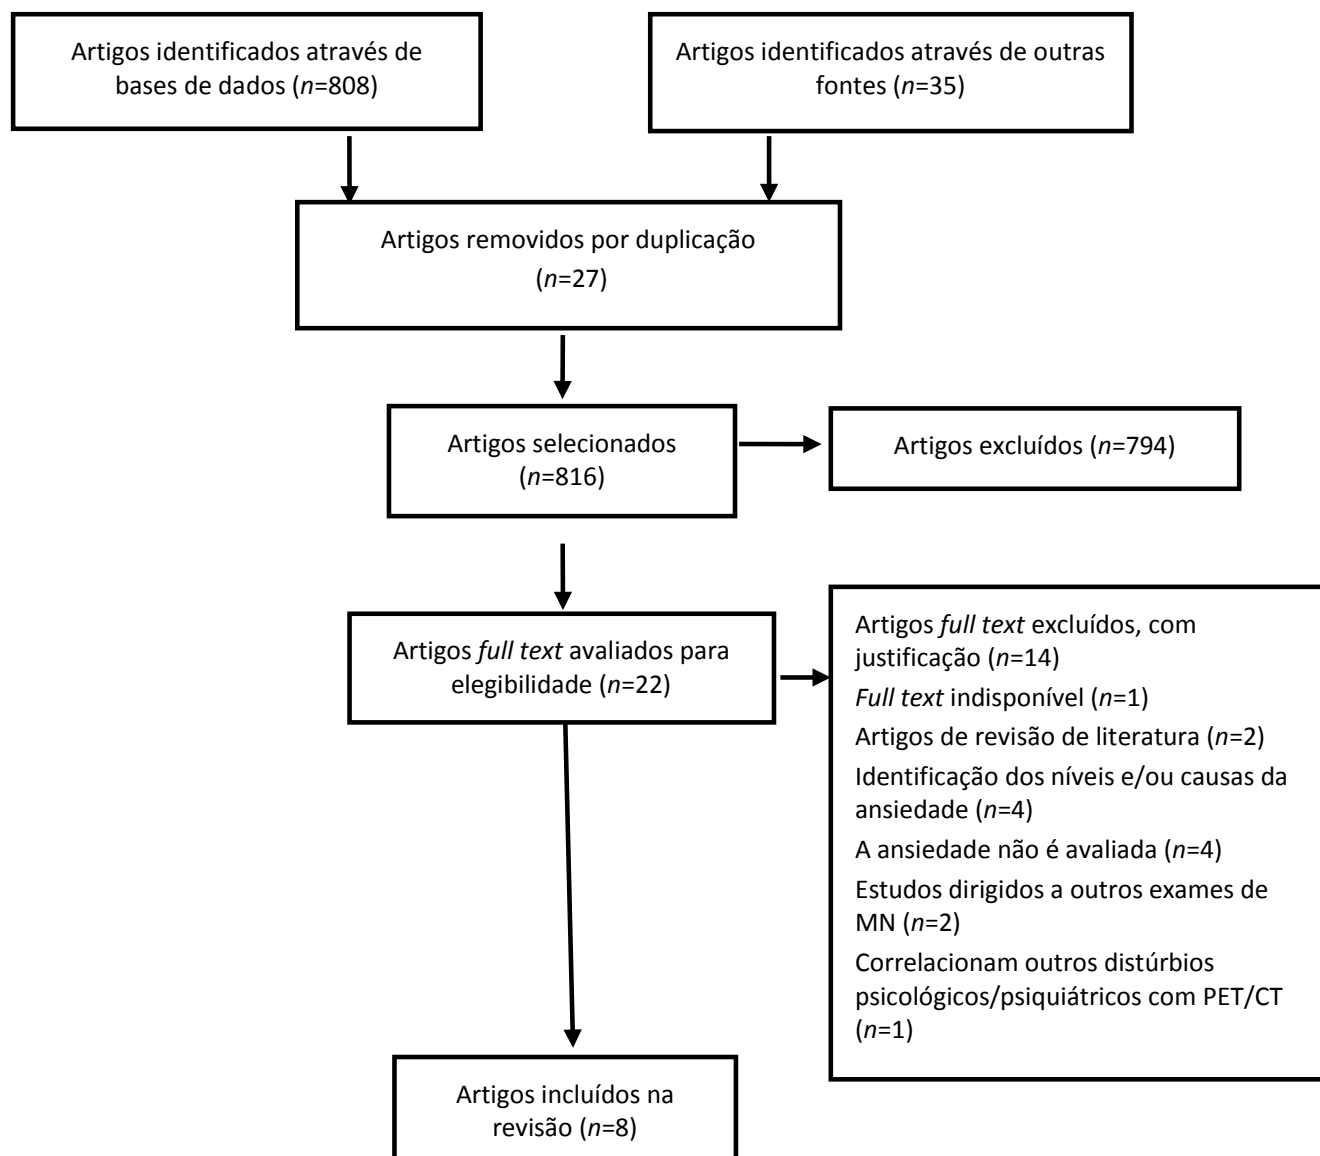 Artigos identificados através de
bases de dados (n=808)
Artigos identificados através de outras
fontes (n=35)
Artigos removidos por duplicação
(n=27)
Artigos selecionados
(n=816)
Artigos excluídos (n=794)
Artigos full text avaliados para
elegibilidade (n=22)
Artigos full text excluídos, com
justificação (n=14)
Full text indisponível (n=1)
Artigos de revisão de literatura (n=2)
Identificação dos níveis e/ou causas da
ansiedade (n=4)
A ansiedade não é avaliada (n=4)
Estudos dirigidos a outros exames de
MN (n=2)
Correlacionam outros distúrbios
psicológicos/psiquiátricos com PET/CT
(n=1)
Artigos incluídos na
revisão (n=8)